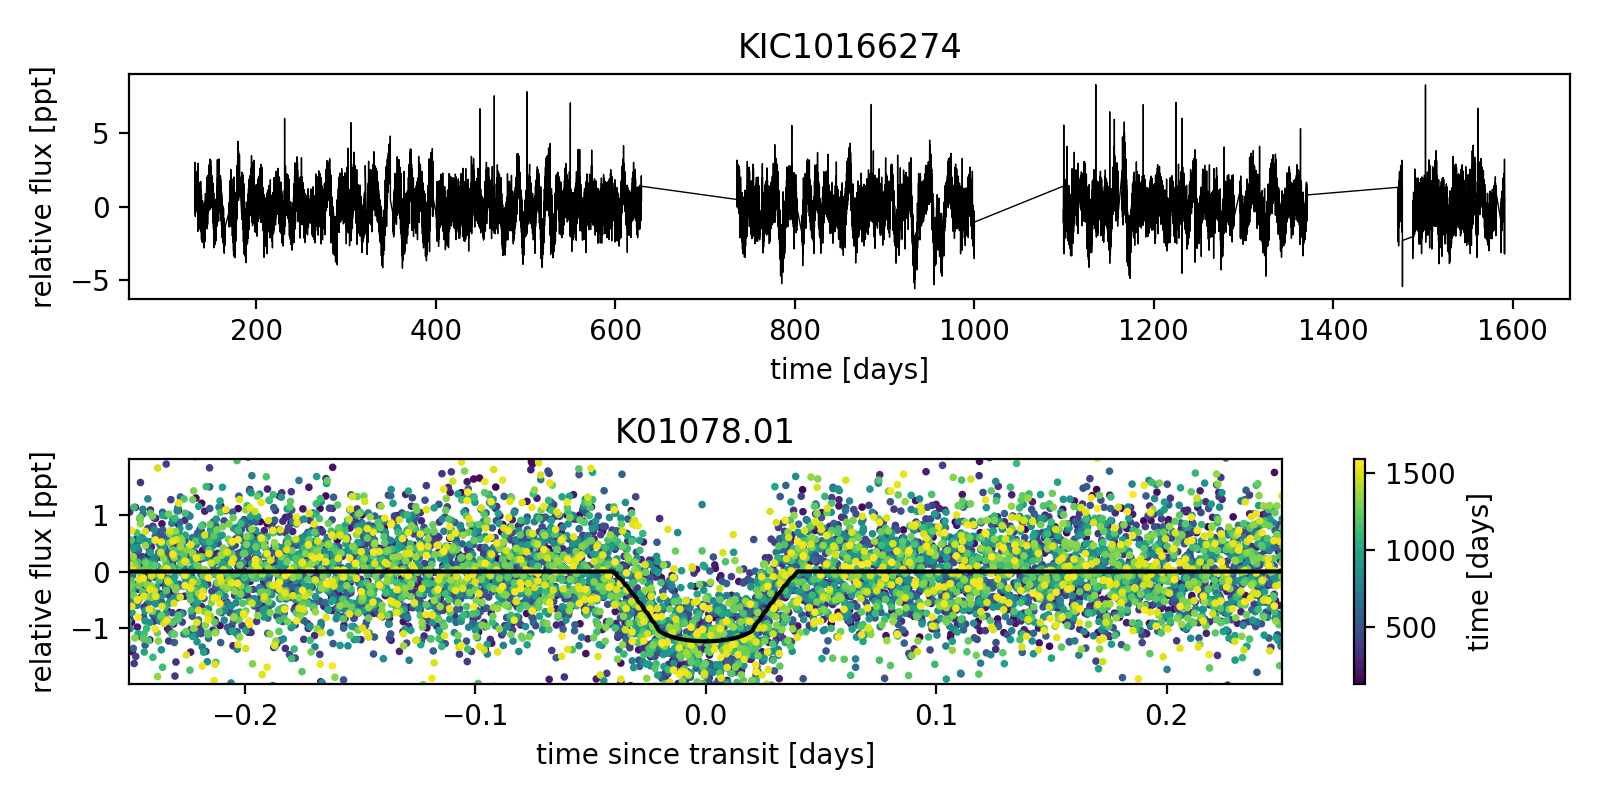 KIC10166274
relative flux [ppt]
5
0
−5
200 400 600 800 1000 1200 1400 1600
time [days]
K01078.01
relative flux [ppt]
1
0
−1
−0.2 −0.1 0.0 0.1 0.2
time since transit [days]
1500
1000
500
time [days]